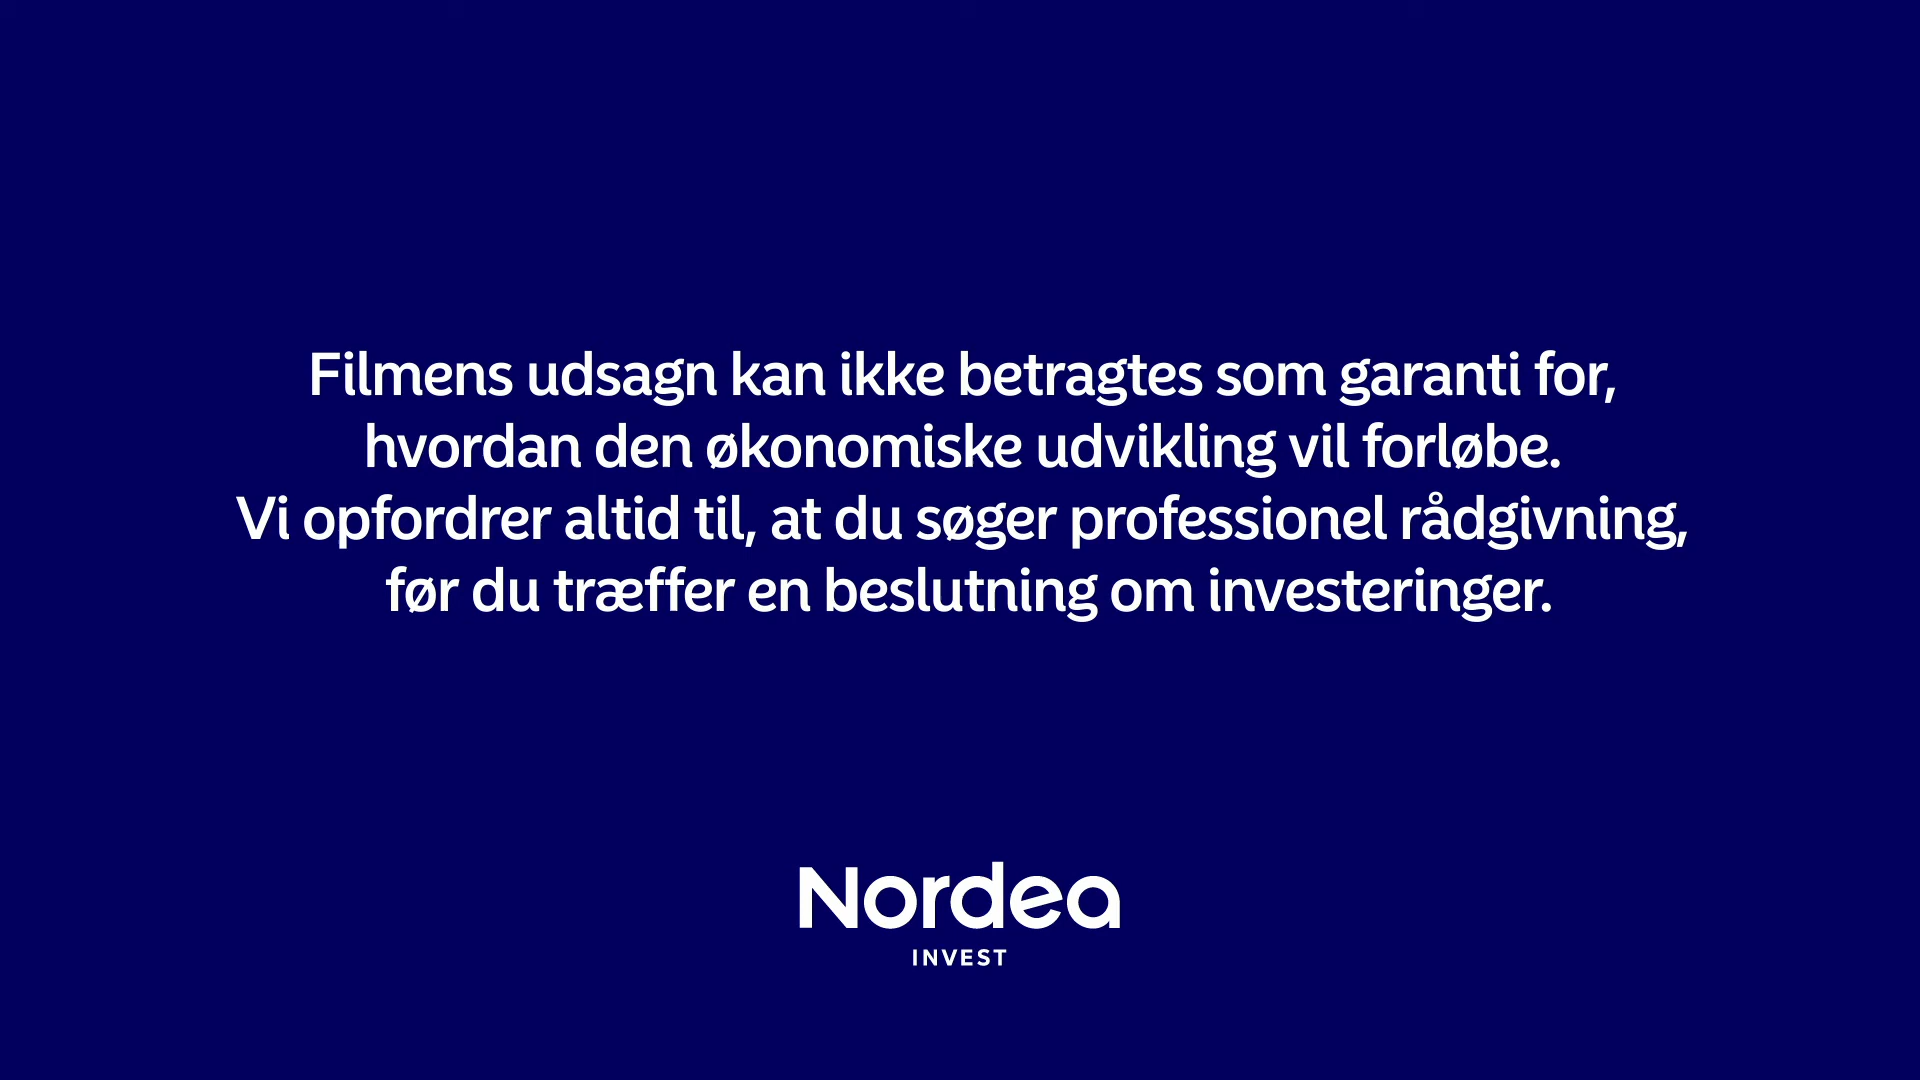 Filmens udsagn kan ikke betragtes som garanti for,
hvordan den økonomiske udvikling vil forløbe.
Vi opfordrer altid til, at du søger professionel rådgivning,
før du træffer en beslutning om investeringer.
Nordea
INVEST